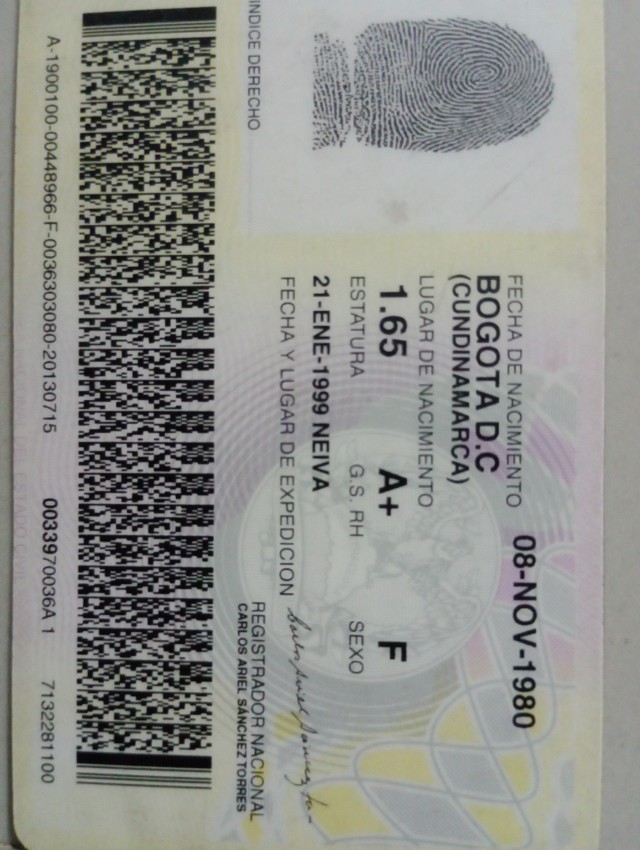 INDICE DERECHO
FECHA DE NACIMIENTO 08-NOV-1980
BOGOTA D.C
(CUNDINAMARCA)
LUGAR DE NACIMIENTO
1.65 A+ F
ESTATURA G.S. RH SEXO
21-ENE-1999 NEIVA
FECHA Y LUGAR DE EXPEDICION
REGISTRADOR NACIONAL
CARLOS ARIEL SÁNCHEZ TORRES
A-1900100-00448966-F-0036303080-20130715 0033970036A 1 7132281100